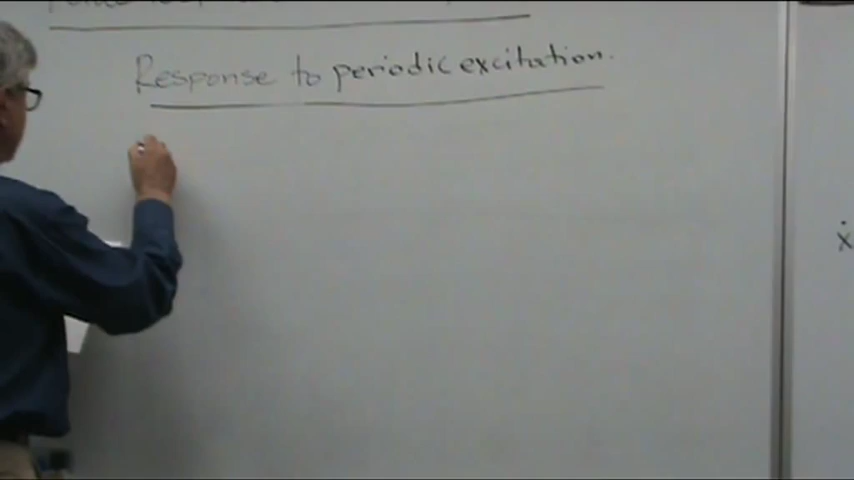 Response to periodic excitation.
ẋ